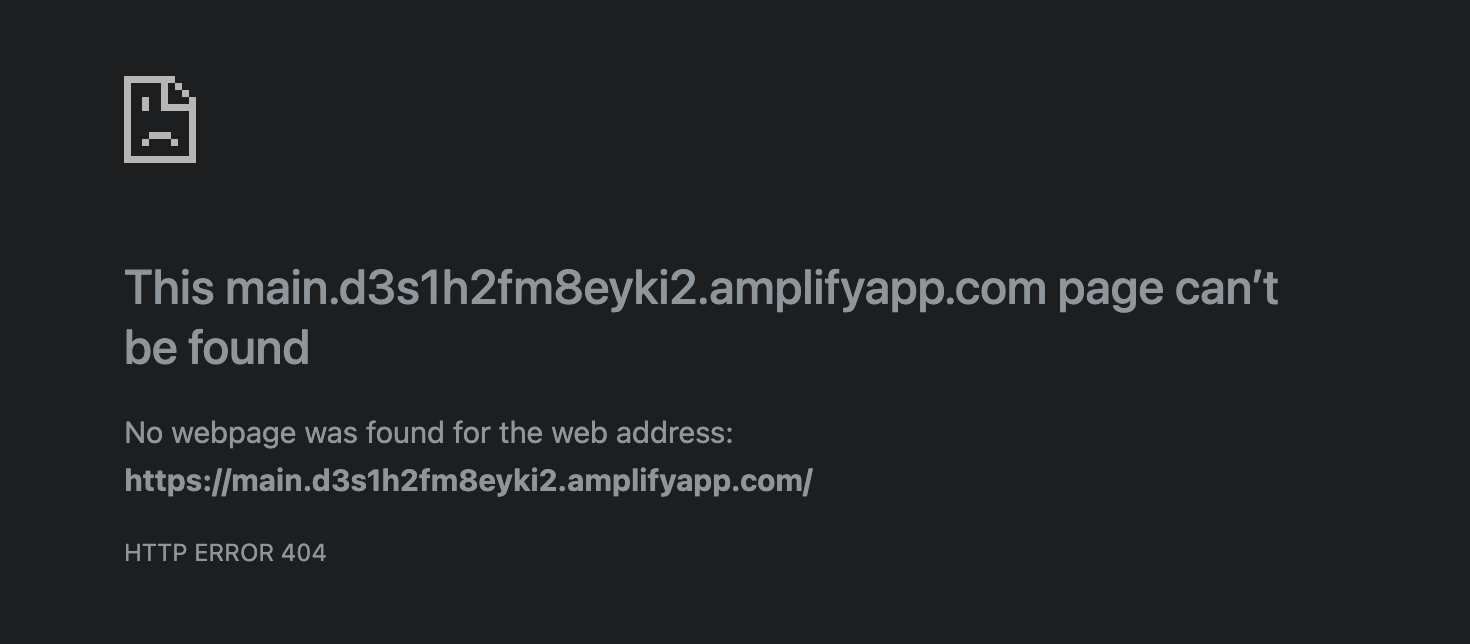 This main.d3s1h2fm8eyki2.amplifyapp.com page can’t
be found
No webpage was found for the web address:
https://main.d3s1h2fm8eyki2.amplifyapp.com/
HTTP ERROR 404